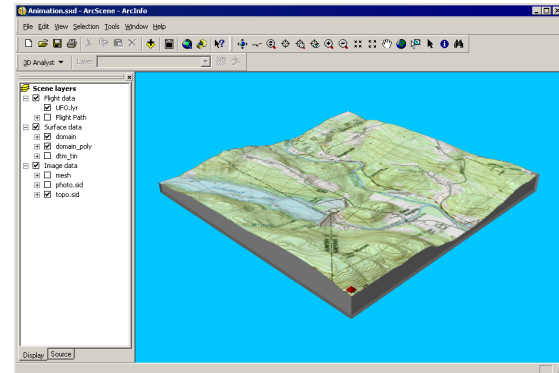 Animation.sxd - ArcScene - ArcInfo
File Edit View Selection Tools Window Help
3D Analyst Layer
Scene layers
Flight data
UFO.lyr
Flight Path
Surface data
domain
domain_poly
dtm_tin
Image data
mesh
photo.sid
topo.sid
Display Source